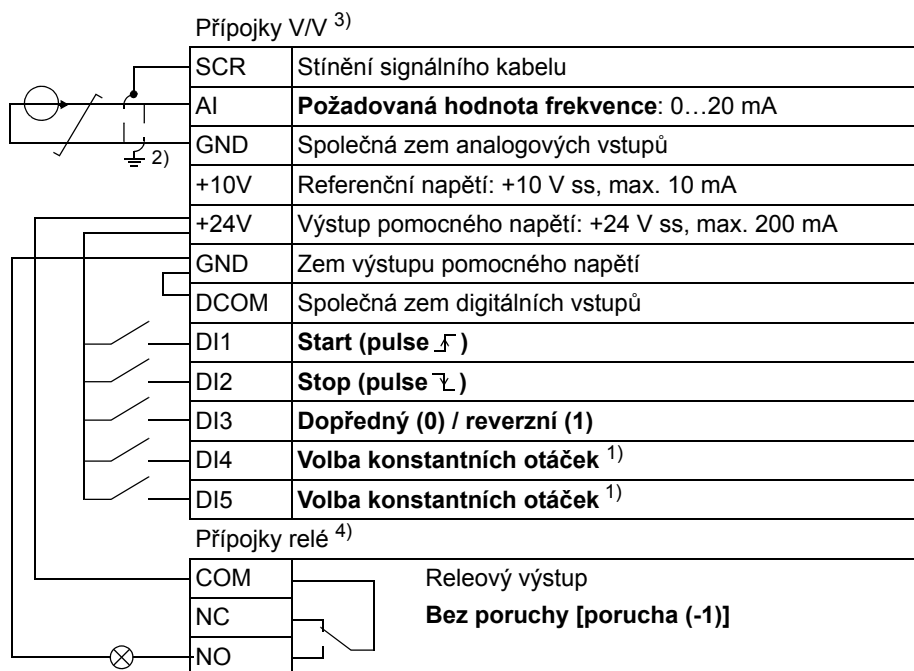 Přípojky V/V 3)
SCR Stínění signálního kabelu
AI Požadovaná hodnota frekvence: 0…20 mA
GND Společná zem analogových vstupů
2)
+10V Referenční napětí: +10 V ss, max. 10 mA
+24V Výstup pomocného napětí: +24 V ss, max. 200 mA
GND Zem výstupu pomocného napětí
DCOM Společná zem digitálních vstupů
DI1 Start (pulse )
DI2 Stop (pulse )
DI3 Dopředný (0) / reverzní (1)
DI4 Volba konstantních otáček 1)
DI5 Volba konstantních otáček 1)
Přípojky relé 4)
COM Releový výstup
NC Bez poruchy [porucha (-1)]
NO